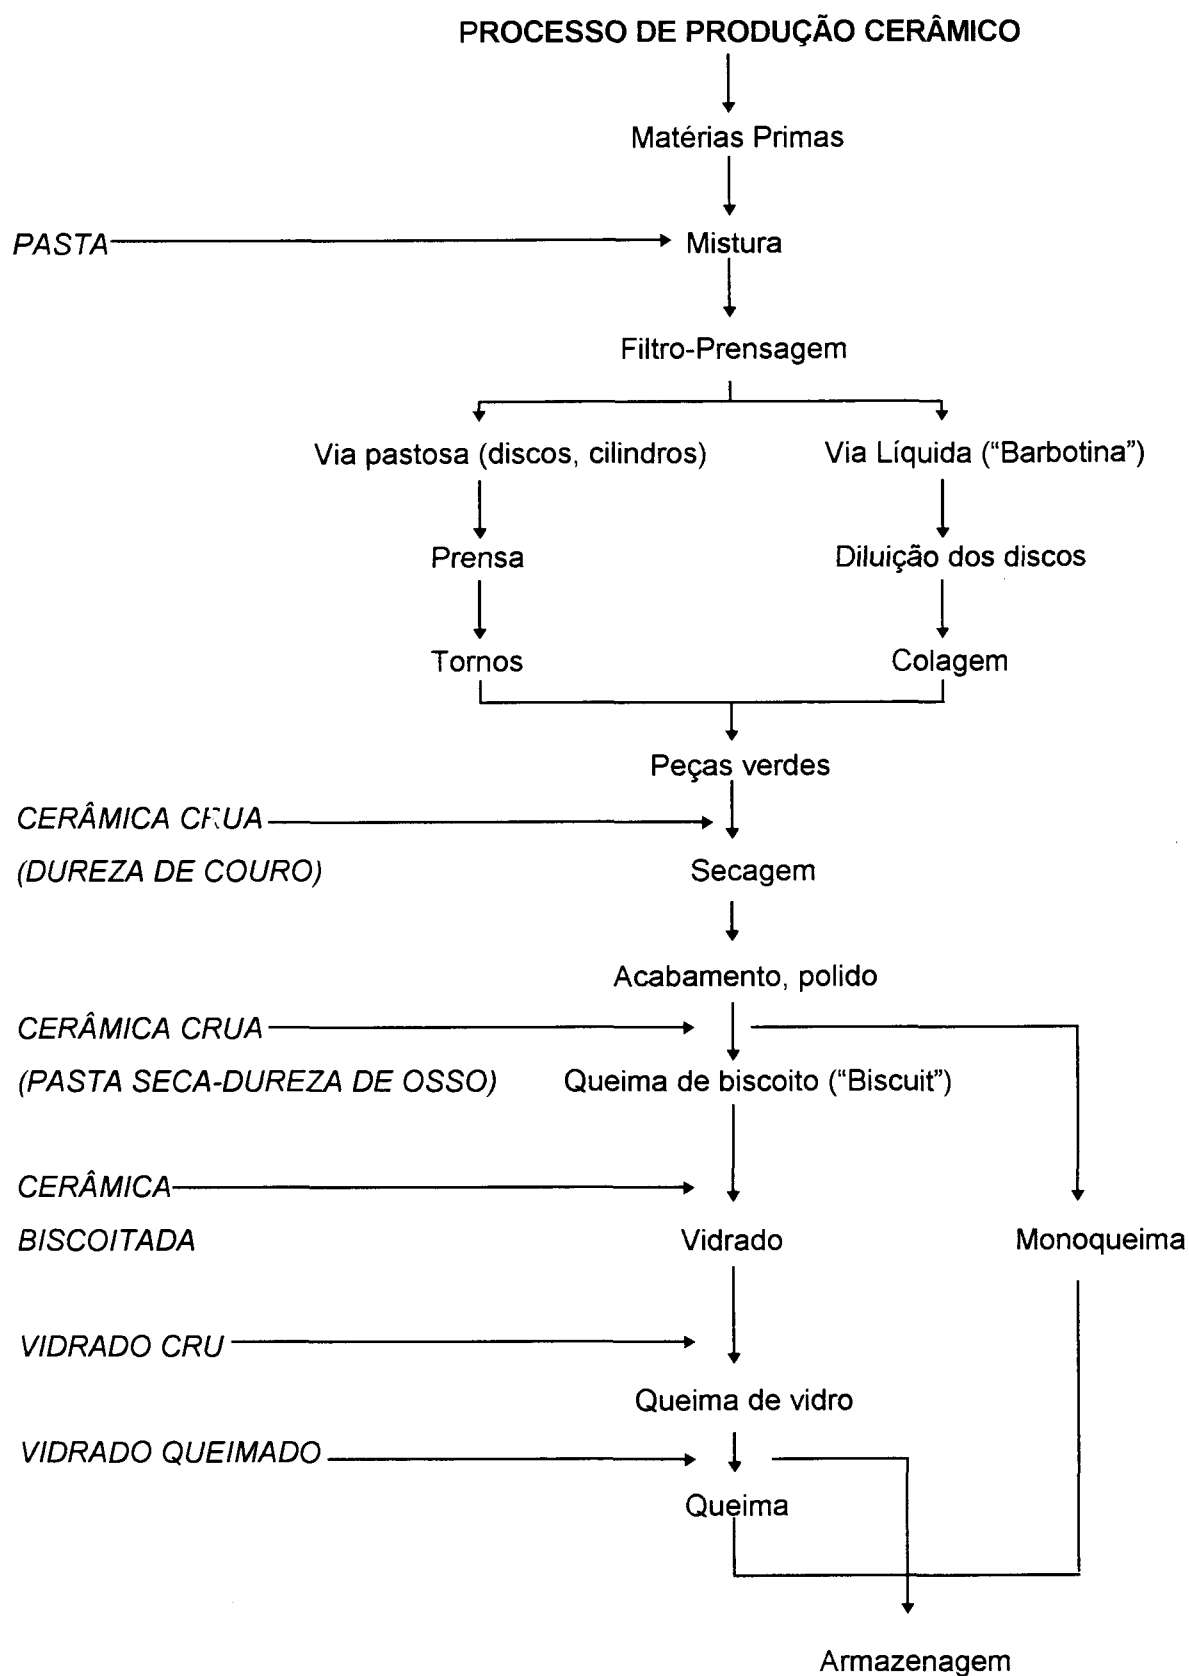 PROCESSO DE PRODUÇÃO CERÂMICO
Matérias Primas
PASTA
Mistura
Filtro-Prensagem
Via pastosa (discos, cilindros)
Via Líquida (“Barbotina”)
Prensa
Diluição dos discos
Tornos
Colagem
Peças verdes
CERÂMICA CRUA
(DUREZA DE COURO)
Secagem
Acabamento, polido
CERÂMICA CRUA
(PASTA SECA-DUREZA DE OSSO)
Queima de biscoito (“Biscuit”)
CERÂMICA
BISCOITADA
Vidrado
Monoqueima
VIDRADO CRU
Queima de vidro
VIDRADO QUEIMADO
Queima
Armazenagem